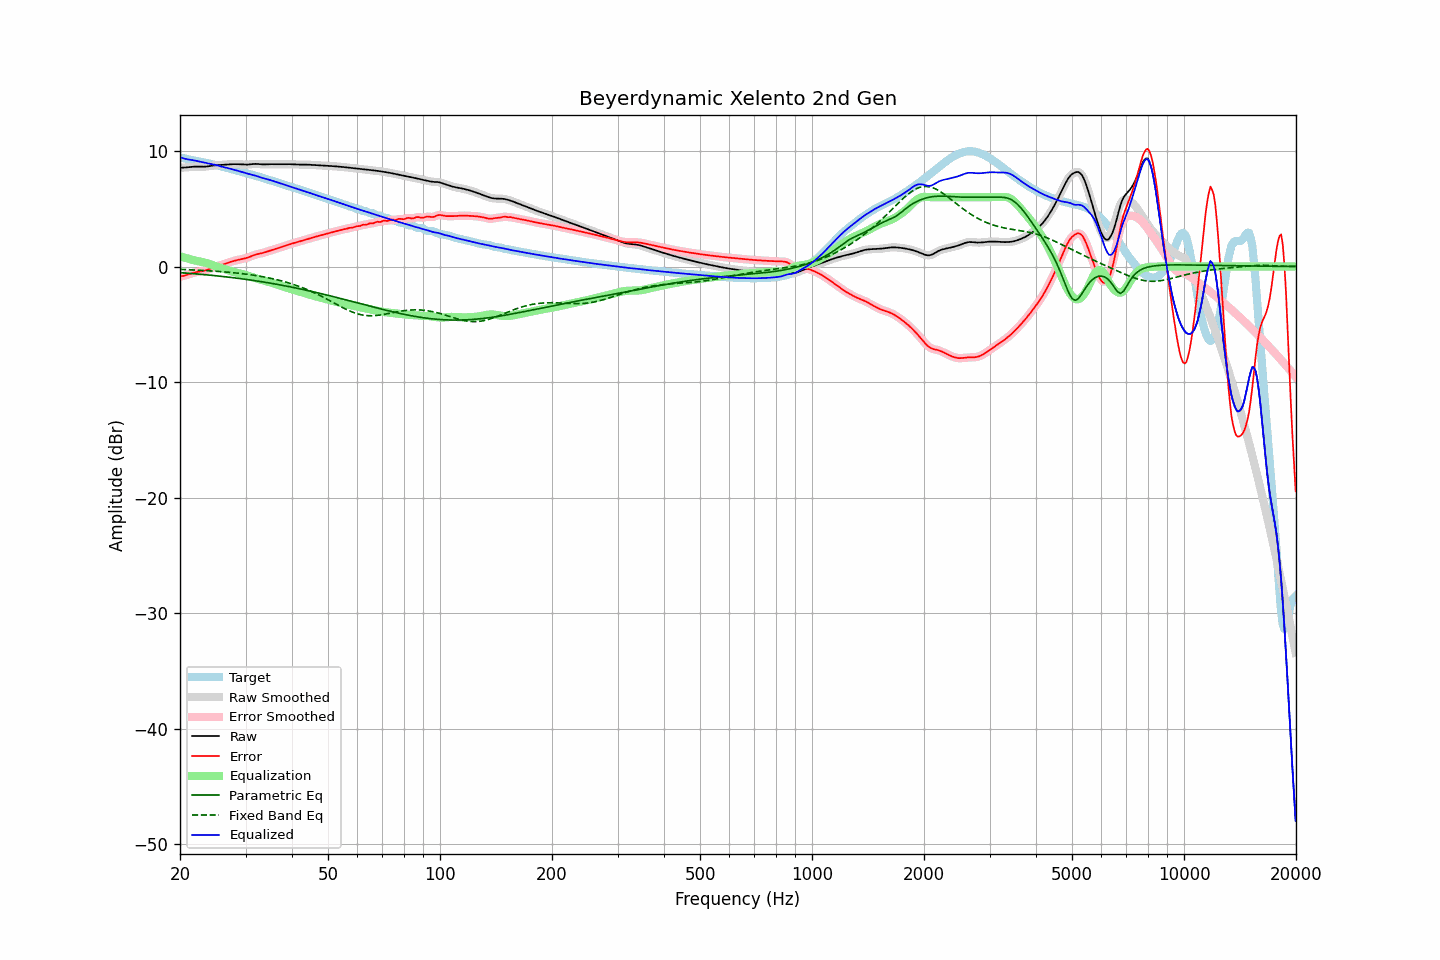 Beyerdynamic Xelento 2nd Gen
10
0
−10
−20
−30
−40
−50
Amplitude (dBr)
Target
Raw Smoothed
Error Smoothed
Raw
Error
Equalization
Parametric Eq
Fixed Band Eq
Equalized
20
50
100
200
500
1000
2000
5000
10000
20000
Frequency (Hz)